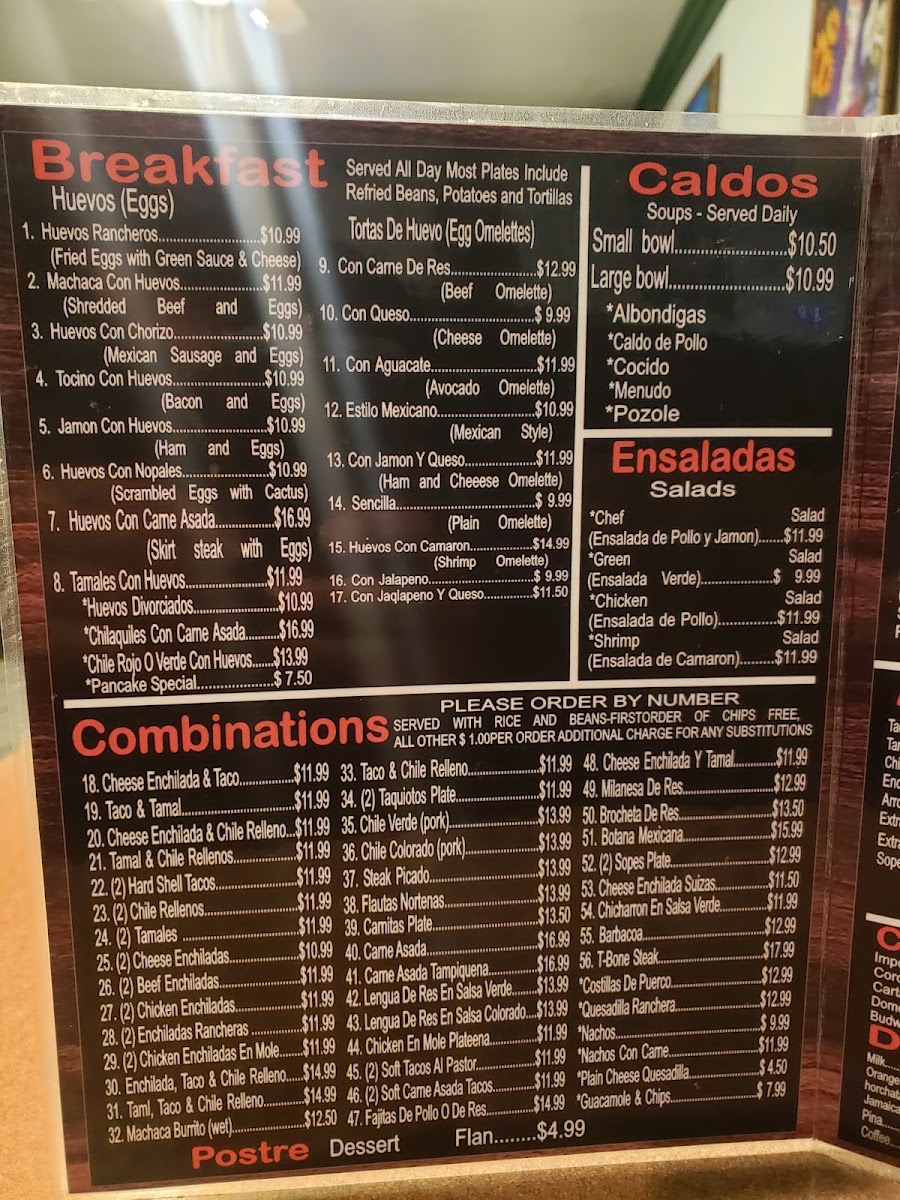 Breakfast
Served All Day Most Plates Include
Refried Beans, Potatoes and Tortillas
Huevos (Eggs)
1. Huevos Rancheros.............................$10.99
(Fried Eggs with Green Sauce & Cheese)
2. Machaca Con Huevos.......................$11.99
(Shredded Beef and Eggs)
3. Huevos Con Chorizo.........................$10.99
(Mexican Sausage and Eggs)
4. Tocino Con Huevos..........................$10.99
(Bacon and Eggs)
5. Jamon Con Huevos..........................$10.99
(Ham and Eggs)
6. Huevos Con Nopales........................$10.99
(Scrambled Eggs with Cactus)
7. Huevos Con Carne Asada...............$16.99
(Skirt steak with Eggs)
8. Tamales Con Huevos.......................$11.99
*Huevos Divorciados.......................$10.99
*Chilaquiles Con Carne Asada..........$16.99
*Chile Rojo O Verde Con Huevos......$13.99
*Pancake Special.....................$ 7.50
Tortas De Huevo (Egg Omelettes)
9. Con Carne De Res.......................$12.99
(Beef Omelette)
10. Con Queso...................................$ 9.99
(Cheese Omelette)
11. Con Aguacate.............................$11.99
(Avocado Omelette)
12. Estilo Mexicano...........................$10.99
(Mexican Style)
13. Con Jamon Y Queso....................$11.99
(Ham and Cheeese Omelette)
14. Sencilla.......................................$ 9.99
(Plain Omelette)
15. Huevos Con Camaron.....................$14.99
(Shrimp Omelette)
16. Con Jalapeno............................$ 9.99
17. Con Jaqlapeno Y Queso................$11.50
Caldos
Soups - Served Daily
Small bowl.......................$10.50
Large bowl.......................$10.99
*Albondigas
*Caldo de Pollo
*Cocido
*Menudo
*Pozole
Ensaladas
Salads
*Chef Salad
(Ensalada de Pollo y Jamon)......$11.99
*Green Salad
(Ensalada Verde).................$ 9.99
*Chicken Salad
(Ensalada de Pollo)..............$11.99
*Shrimp Salad
(Ensalada de Camaron).........$11.99
Combinations
PLEASE ORDER BY NUMBER
SERVED WITH RICE AND BEANS-FIRSTORDER OF CHIPS FREE,
ALL OTHER $ 1.00PER ORDER ADDITIONAL CHARGE FOR ANY SUBSTITUTIONS
18. Cheese Enchilada & Taco..............$11.99
19. Taco & Tamal.............................$11.99
20. Cheese Enchilada & Chile Relleno...$11.99
21. Tamal & Chile Rellenos.................$11.99
22. (2) Hard Shell Tacos.....................$11.99
23. (2) Chile Rellenos.........................$11.99
24. (2) Tamales ................................$11.99
25. (2) Cheese Enchiladas..................$10.99
26. (2) Beef Enchiladas......................$11.99
27. (2) Chicken Enchiladas..................$11.99
28. (2) Enchiladas Rancheras .............$11.99
29. (2) Chicken Enchiladas En Mole......$11.99
30. Enchilada, Taco & Chile Relleno.....$14.99
31. Taml, Taco & Chile Relleno...........$14.99
32. Machaca Burrito (wet)...................$12.50
33. Taco & Chile Relleno....................$11.99
34. (2) Taquiotos Plate.......................$11.99
35. Chile Verde (pork).......................$13.99
36. Chile Colorado (pork)...................$13.99
37. Steak Picado..............................$13.99
38. Flautas Nortenas.........................$13.99
39. Carnitas Plate.............................$13.50
40. Carne Asada...............................$16.99
41. Carne Asada Tampiquena.............$16.99
42. Lengua De Res En Salsa Verde.......$13.99
43. Lengua De Res En Salsa Colorado...$13.99
44. Chicken En Mole Plateena.............$11.99
45. (2) Soft Tacos Al Pastor.................$11.99
46. (2) Soft Carne Asada Tacos...........$11.99
47. Fajitas De Pollo O De Res..............$14.99
48. Cheese Enchilada Y Tamal............$11.99
49. Milanesa De Res.........................$12.99
50. Brocheta De Res.........................$13.50
51. Botana Mexicana.........................$15.99
52. (2) Sopes Plate...........................$12.99
53. Cheese Enchilada Suizas..............$11.50
54. Chicharron En Salsa Verde............$11.99
55. Barbacoa...................................$12.99
56. T-Bone Steak..............................$17.99
*Costillas De Puerco.......................$12.99
*Quesadilla Ranchera.....................$12.99
*Nachos........................................$ 9.99
*Nachos Con Carne........................$11.99
*Plain Cheese Quesadilla.................$ 4.50
*Guacamole & Chips.......................$ 7.99
Postre Dessert Flan........$4.99
Milk
Orange
Jamaica
Pina
Coffee